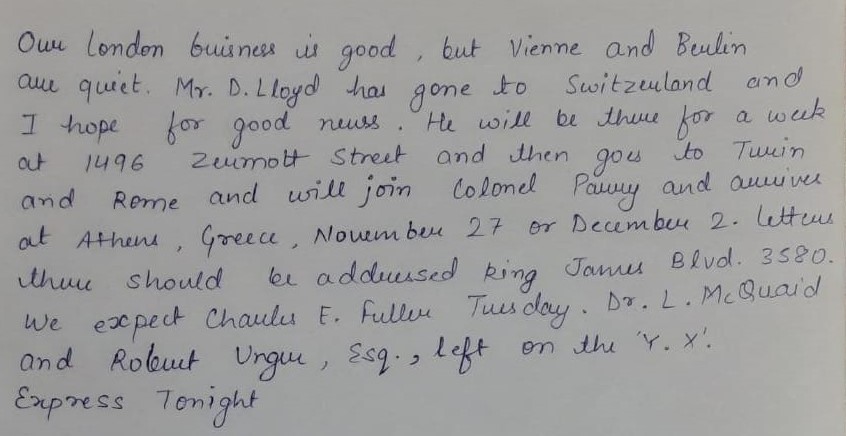 Our London buisness is good, but Vienne and Berlin
are quiet. Mr. D. Lloyd has gone to Switzerland and
I hope for good news. He will be there for a week
at 1496 Zermott Street and then goes to Turin
and Rome and will join Colonel Parry and arrives
at Athens, Greece, November 27 or December 2. Letters
there should be addressed King James Blvd. 3580.
We expect Charles E. Fuller Tuesday. Dr. L. McQuaid
and Robert Unger, Esq., left on the 'Y. X'.
Express Tonight